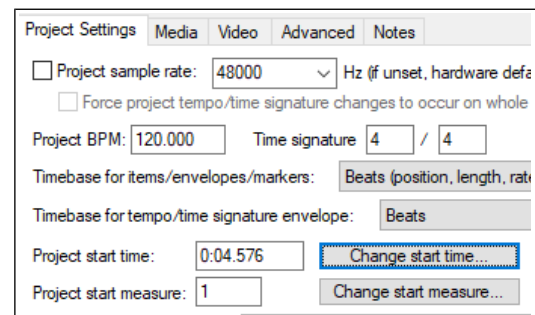 Project Settings Media Video Advanced Notes
Project sample rate: 48000 Hz (if unset, hardware defa
Force project tempo/time signature changes to occur on whole
Project BPM: 120.000 Time signature 4 / 4
Timebase for items/envelopes/markers: Beats (position, length, rate
Timebase for tempo/time signature envelope: Beats
Project start time: 0:04.576 Change start time...
Project start measure: 1 Change start measure...